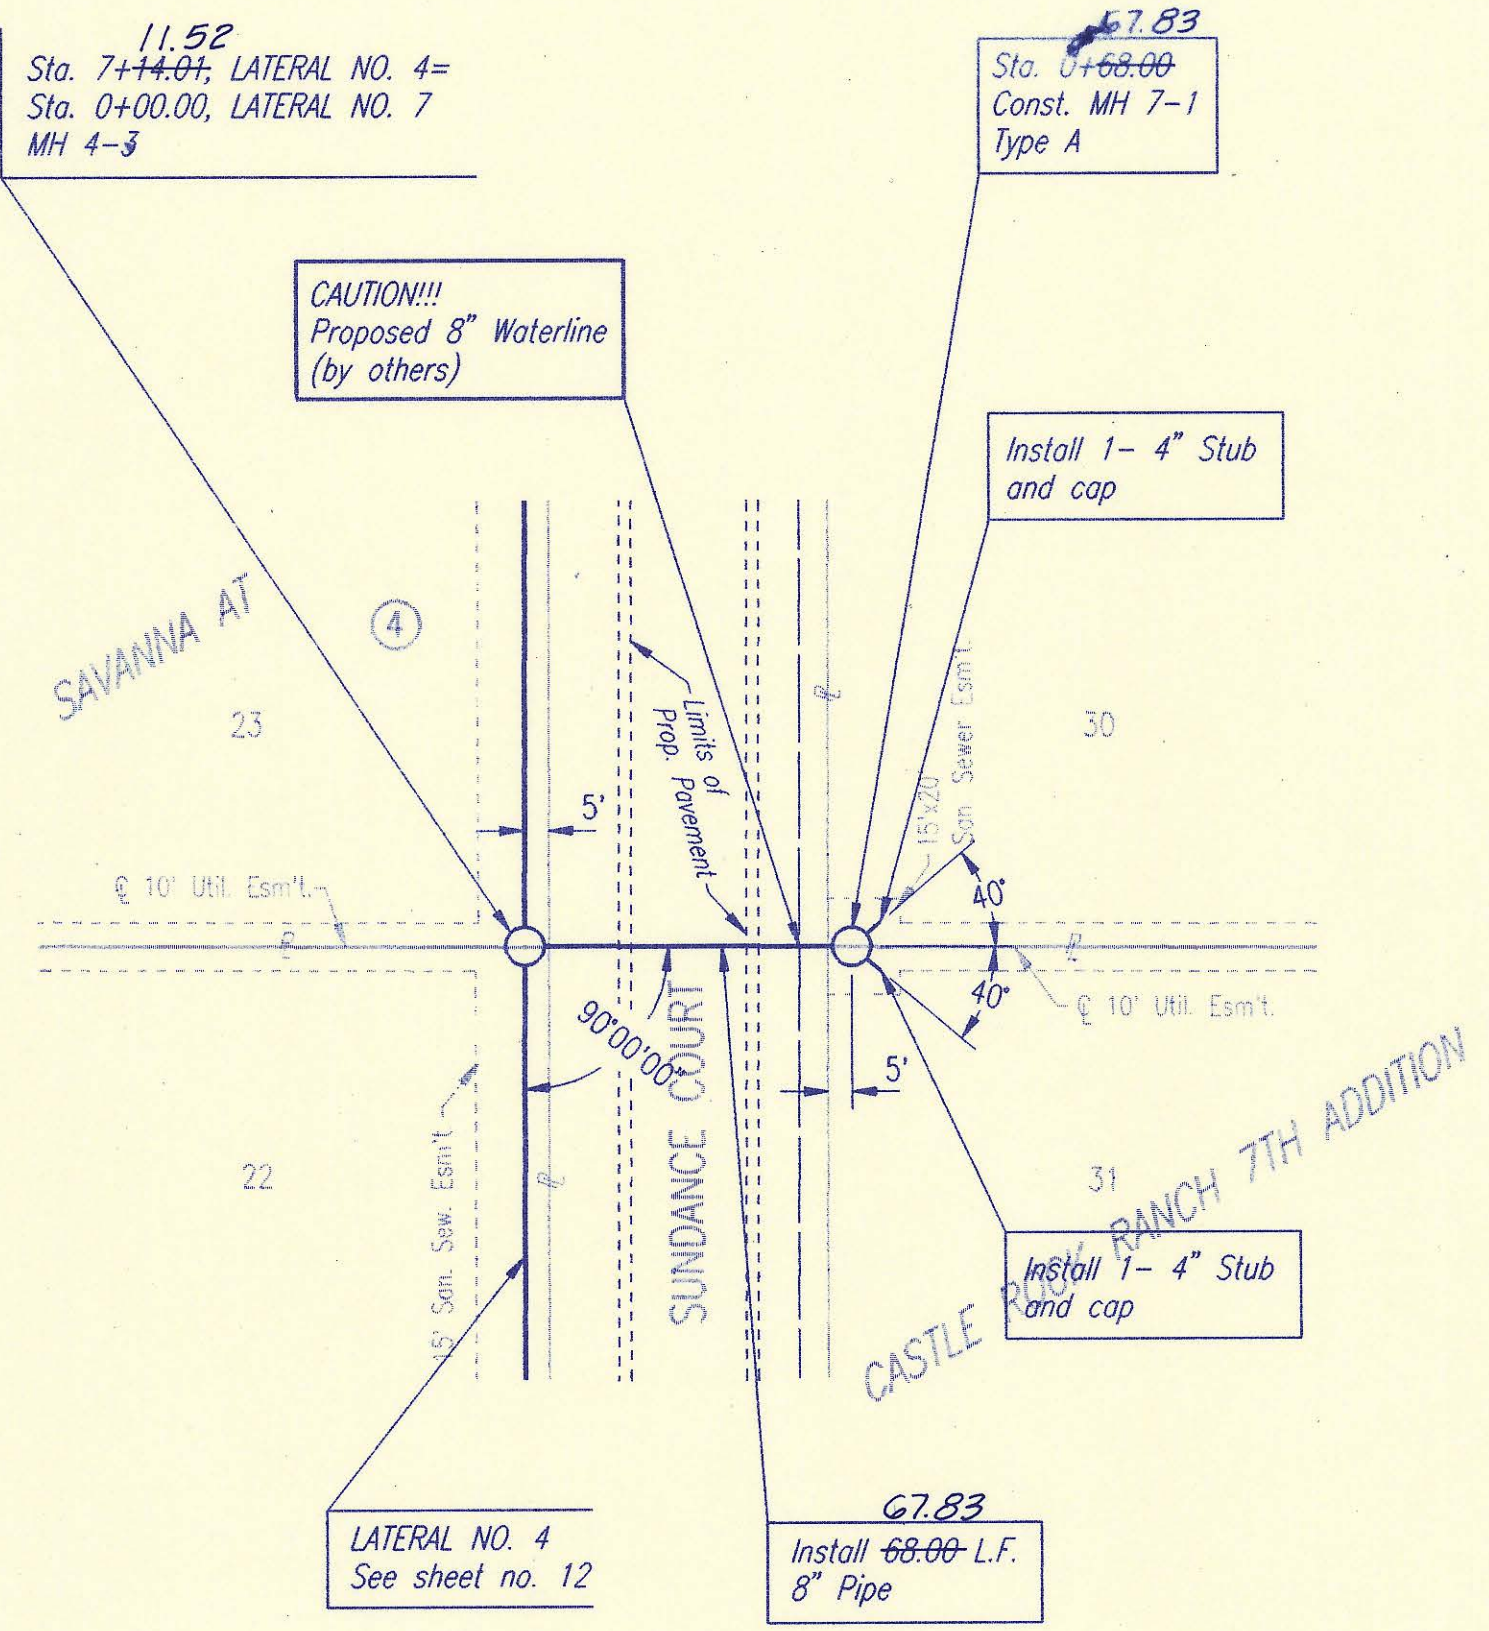 11.52
Sta. 7+14.01, LATERAL NO. 4=
Sta. 0+00.00, LATERAL NO. 7
MH 4-3
67.83
Sta. 0+68.00
Const. MH 7-1
Type A
CAUTION!!!
Proposed 8" Waterline
(by others)
Install 1- 4" Stub
and cap
SAVANNA AT
4
23
30
Limits of
Prop. Pavement
15'x20'
San Sewer Esm't.
5'
℄ 10' Util. Esm't.
40°
40°
℄ 10' Util. Esm't.
90°00'00"
5'
SUNDANCE COURT
22
15' San. Sew. Esm't
31
CASTLE ROCK RANCH 7TH ADDITION
Install 1- 4" Stub
and cap
LATERAL NO. 4
See sheet no. 12
67.83
Install 68.00 L.F.
8" Pipe